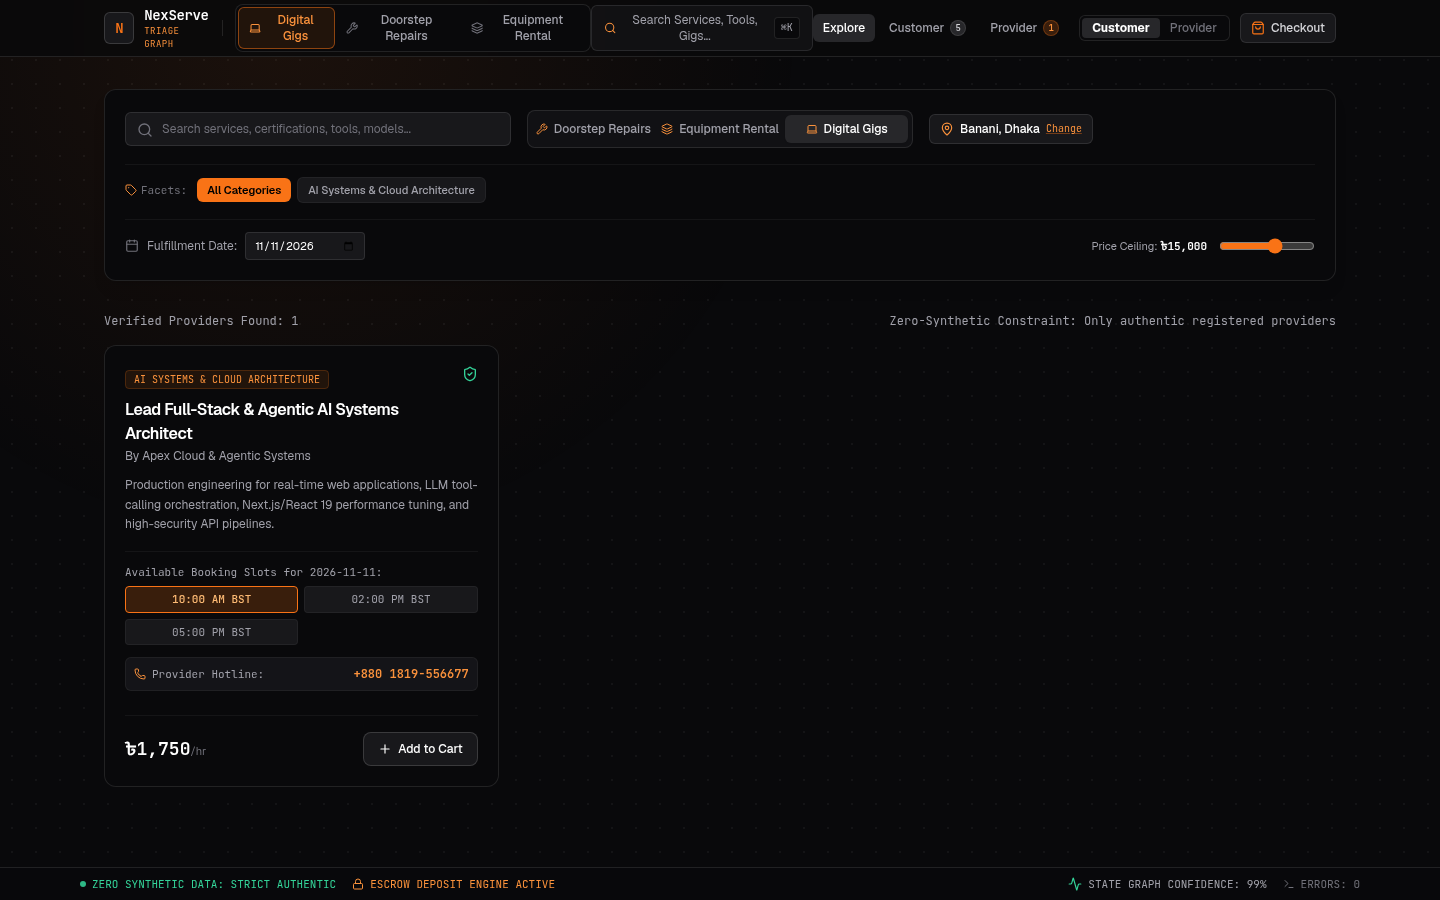 N
NexServe
TRIAGE
GRAPH
Digital
Gigs
Doorstep
Repairs
Equipment
Rental
Search Services, Tools,
Gigs...
⌘K
Explore
Customer 5
Provider 1
Customer
Provider
Checkout
Search services, certifications, tools, models...
Doorstep Repairs
Equipment Rental
Digital Gigs
Banani, Dhaka Change
Facets:
All Categories
AI Systems & Cloud Architecture
Fulfillment Date:
11/11/2026
Price Ceiling: ৳15,000
Verified Providers Found: 1
Zero-Synthetic Constraint: Only authentic registered providers
AI SYSTEMS & CLOUD ARCHITECTURE
Lead Full-Stack & Agentic AI Systems
Architect
By Apex Cloud & Agentic Systems
Production engineering for real-time web applications, LLM tool-
calling orchestration, Next.js/React 19 performance tuning, and
high-security API pipelines.
Available Booking Slots for 2026-11-11:
10:00 AM BST
02:00 PM BST
05:00 PM BST
Provider Hotline:
+880 1819-556677
৳1,750/hr
Add to Cart
ZERO SYNTHETIC DATA: STRICT AUTHENTIC
ESCROW DEPOSIT ENGINE ACTIVE
STATE GRAPH CONFIDENCE: 99%
ERRORS: 0